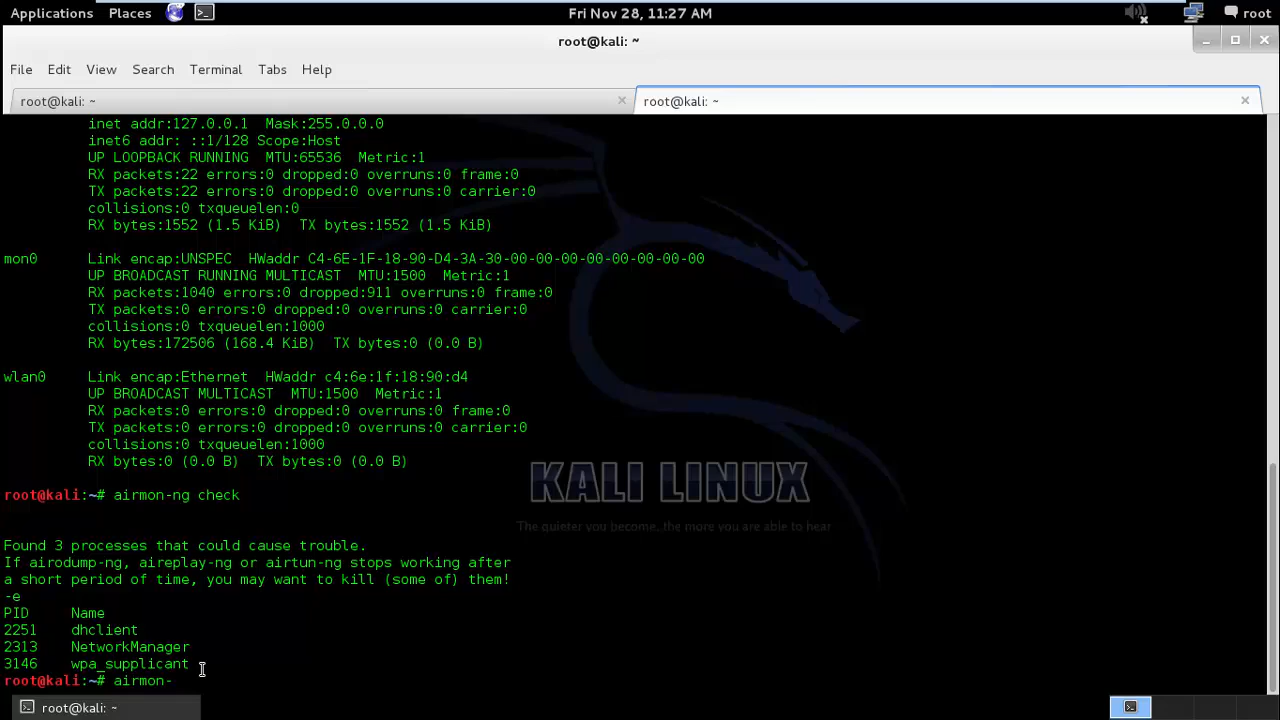 Applications Places Fri Nov 28, 11:27 AM root
root@kali: ~
File Edit View Search Terminal Tabs Help
root@kali: ~ root@kali: ~
inet addr:127.0.0.1 Mask:255.0.0.0
inet6 addr: ::1/128 Scope:Host
UP LOOPBACK RUNNING MTU:65536 Metric:1
RX packets:22 errors:0 dropped:0 overruns:0 frame:0
TX packets:22 errors:0 dropped:0 overruns:0 carrier:0
collisions:0 txqueuelen:0
RX bytes:1552 (1.5 KiB) TX bytes:1552 (1.5 KiB)
mon0 Link encap:UNSPEC HWaddr C4-6E-1F-18-90-D4-3A-30-00-00-00-00-00-00-00-00
UP BROADCAST RUNNING MULTICAST MTU:1500 Metric:1
RX packets:1040 errors:0 dropped:911 overruns:0 frame:0
TX packets:0 errors:0 dropped:0 overruns:0 carrier:0
collisions:0 txqueuelen:1000
RX bytes:172506 (168.4 KiB) TX bytes:0 (0.0 B)
wlan0 Link encap:Ethernet HWaddr c4:6e:1f:18:90:d4
UP BROADCAST MULTICAST MTU:1500 Metric:1
RX packets:0 errors:0 dropped:0 overruns:0 frame:0
TX packets:0 errors:0 dropped:0 overruns:0 carrier:0
collisions:0 txqueuelen:1000
RX bytes:0 (0.0 B) TX bytes:0 (0.0 B)
KALI LINUX
The quieter you become, the more you are able to hear
root@kali:~# airmon-ng check
Found 3 processes that could cause trouble.
If airodump-ng, aireplay-ng or airtun-ng stops working after
a short period of time, you may want to kill (some of) them!
-e
PID Name
2251 dhclient
2313 NetworkManager
3146 wpa_supplicant
root@kali:~# airmon-
root@kali: ~